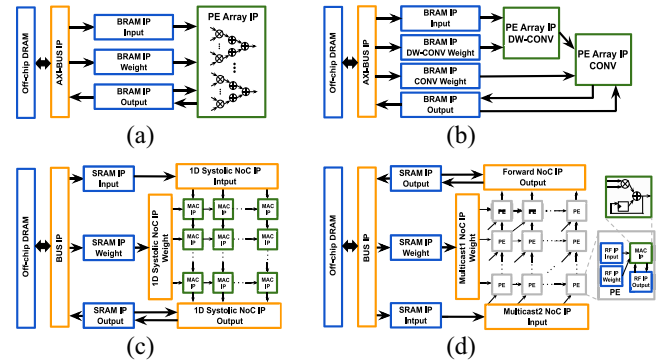 Off-chip DRAM
AXI-BUS IP
BRAM IP
Input
BRAM IP
Weight
BRAM IP
Output
PE Array IP
(a)
Off-chip DRAM
AXI-BUS IP
BRAM IP
Input
BRAM IP
DW-CONV Weight
BRAM IP
CONV Weight
BRAM IP
Output
PE Array IP
DW-CONV
PE Array IP
CONV
(b)
Off-chip DRAM
BUS IP
SRAM IP
Input
SRAM IP
Weight
SRAM IP
Output
1D Systolic NoC IP
Intput
1D Systolic NoC IP
Weight
MAC IP
MAC IP
MAC IP
MAC IP
MAC IP
MAC IP
MAC IP
MAC IP
MAC IP
1D Systolic NoC IP
Output
(c)
Off-chip DRAM
BUS IP
SRAM IP
Output
SRAM IP
Weight
SRAM IP
Intput
Forward NoC IP
Output
Multicast1 NoC IP
Weight
PE
PE
PE
PE
PE
PE
PE
PE
PE
Multicast2 NoC IP
Input
RF IP
Input
RF IP
Weight
MAC IP
RF IP
Output
PE
(d)